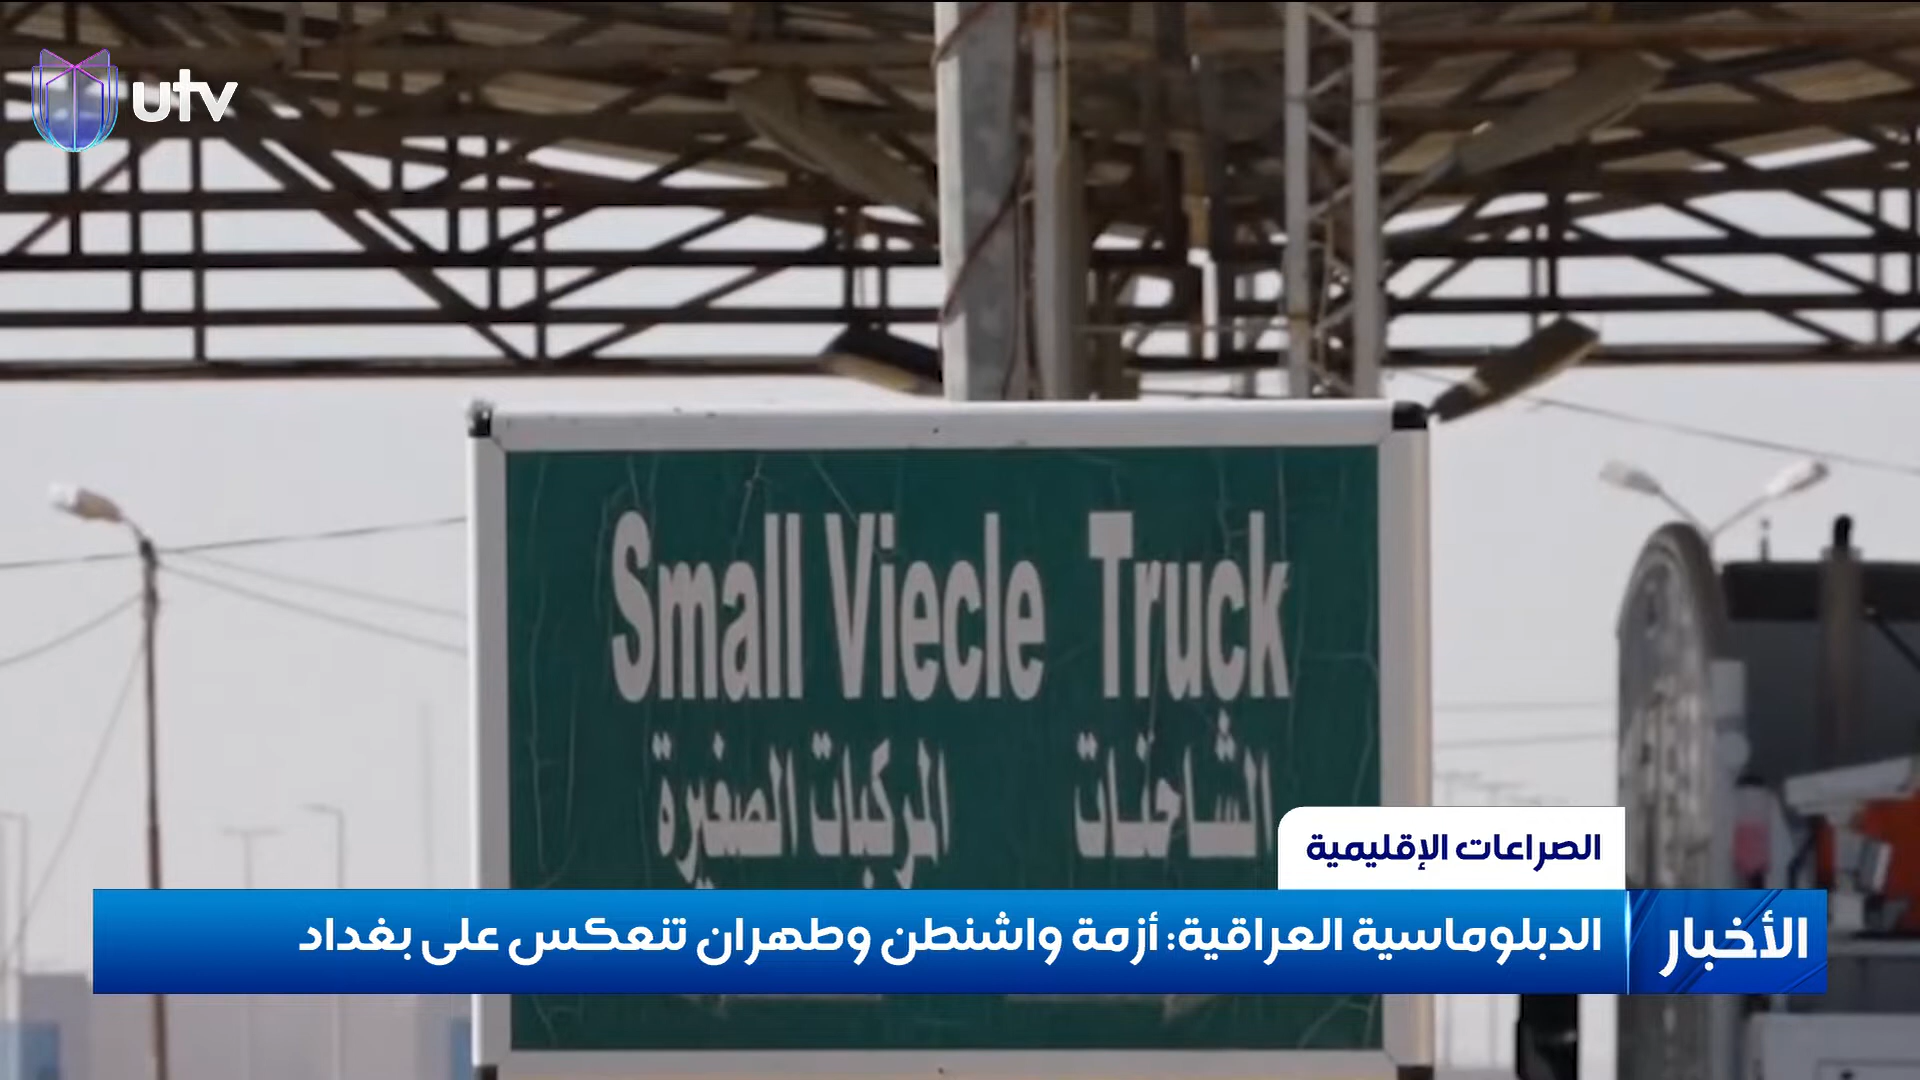 utv
Small Viecle Truck
المركبات الصغيرة الشاحنات
الصراعات الإقليمية
الأخبار
الدبلوماسية العراقية: أزمة واشنطن وطهران تنعكس على بغداد